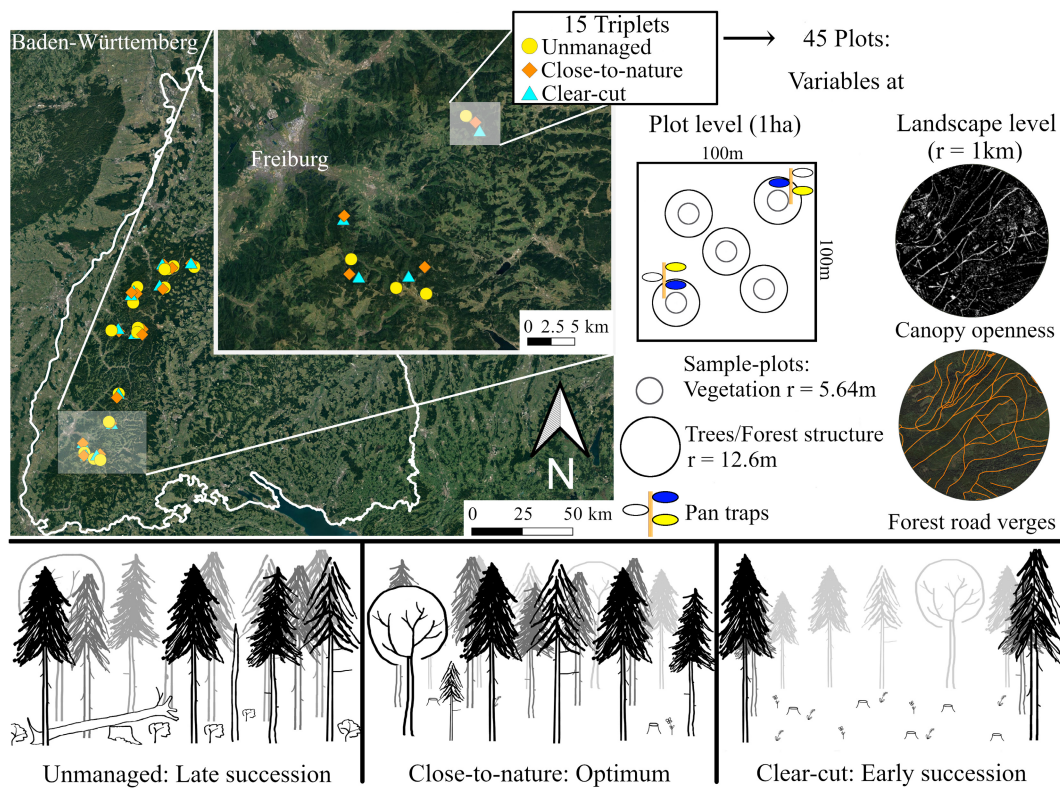 Baden-Württemberg
Freiburg
0 2.5 5 km
0 25 50 km
N
15 Triplets
Unmanaged
Close-to-nature
Clear-cut
45 Plots:
Variables at
Plot level (1ha)
100m
100m
Sample-plots:
Vegetation r = 5.64m
Trees/Forest structure
r = 12.6m
Pan traps
Landscape level
(r = 1km)
Canopy openness
Forest road verges
Unmanaged: Late succession
Close-to-nature: Optimum
Clear-cut: Early succession